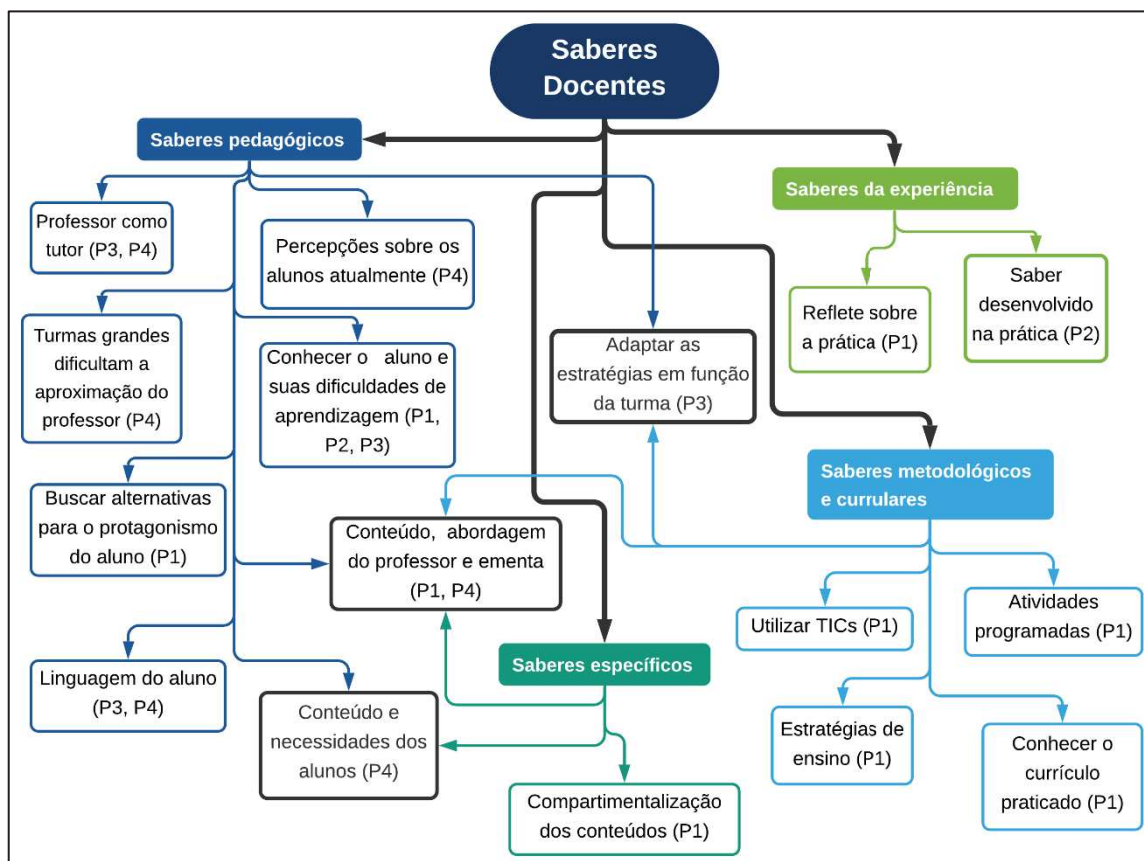 Saberes
Docentes
Saberes pedagógicos
Saberes da experiência
Professor como
tutor (P3, P4)
Percepções sobre os
alunos atualmente (P4)
Reflete sobre
a prática (P1)
Saber
desenvolvido
na prática (P2)
Turmas grandes
dificultam a
aproximação do
professor (P4)
Conhecer o aluno e
suas dificuldades de
aprendizagem (P1,
P2, P3)
Adaptar as
estratégias em função
da turma (P3)
Saberes metodológicos
e currulares
Buscar alternativas
para o protagonismo
do aluno (P1)
Conteúdo, abordagem
do professor e ementa
(P1, P4)
Utilizar TICs (P1)
Atividades
programadas (P1)
Saberes específicos
Linguagem do aluno
(P3, P4)
Conteúdo e
necessidades dos
alunos (P4)
Estratégias de
ensino (P1)
Conhecer o
currículo
praticado (P1)
Compartimentalização
dos conteúdos (P1)